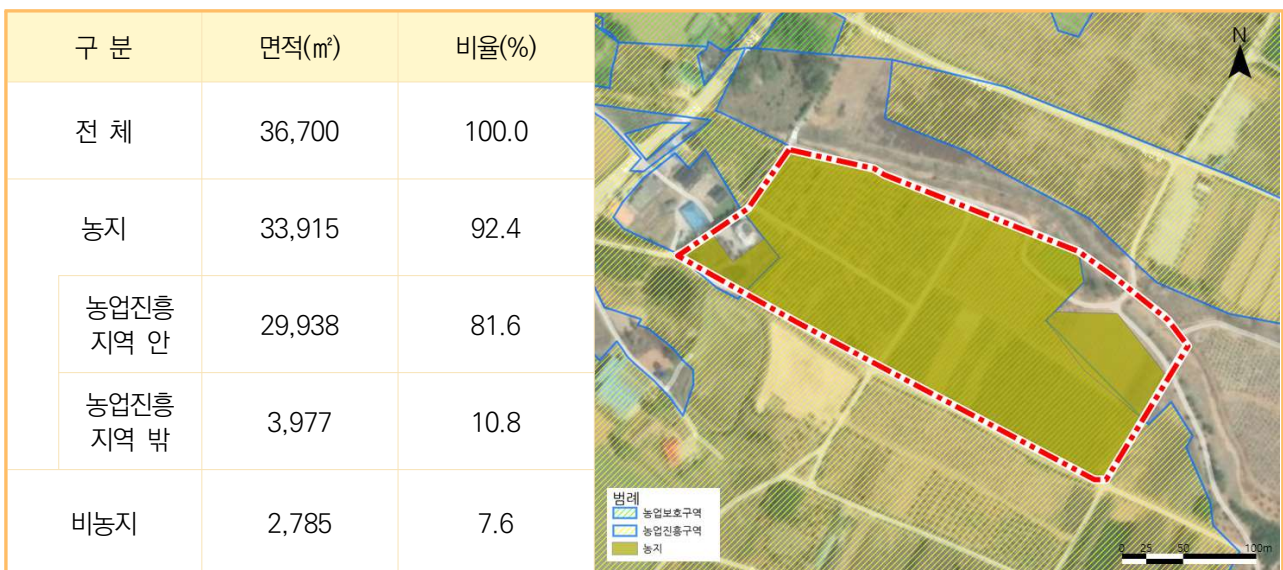 구 분 면적(㎡) 비율(%)
전 체 36,700 100.0
농지 33,915 92.4
농업진흥
지역 안 29,938 81.6
농업진흥
지역 밖 3,977 10.8
비농지 2,785 7.6
N
범례
농업보호구역
농업진흥구역
농지
0 25 50 100m